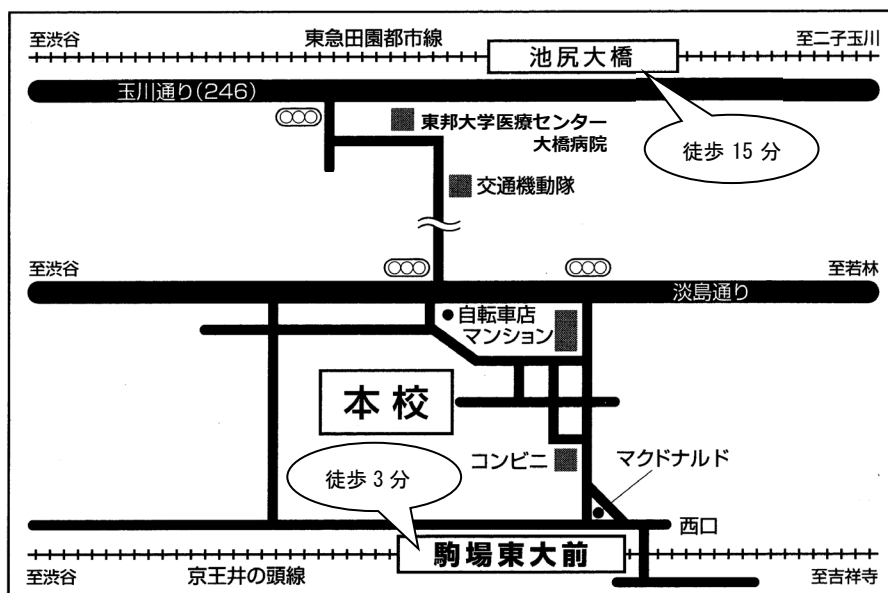 至渋谷
東急田園都市線
至二子玉川
池尻大橋
玉川通り(246)
東邦大学医療センター
大橋病院
徒歩 15 分
交通機動隊
至渋谷
至若林
淡島通り
自転車店
マンション
本校
コンビニ
マクドナルド
徒歩 3 分
西口
駒場東大前
至渋谷
京王井の頭線
至吉祥寺